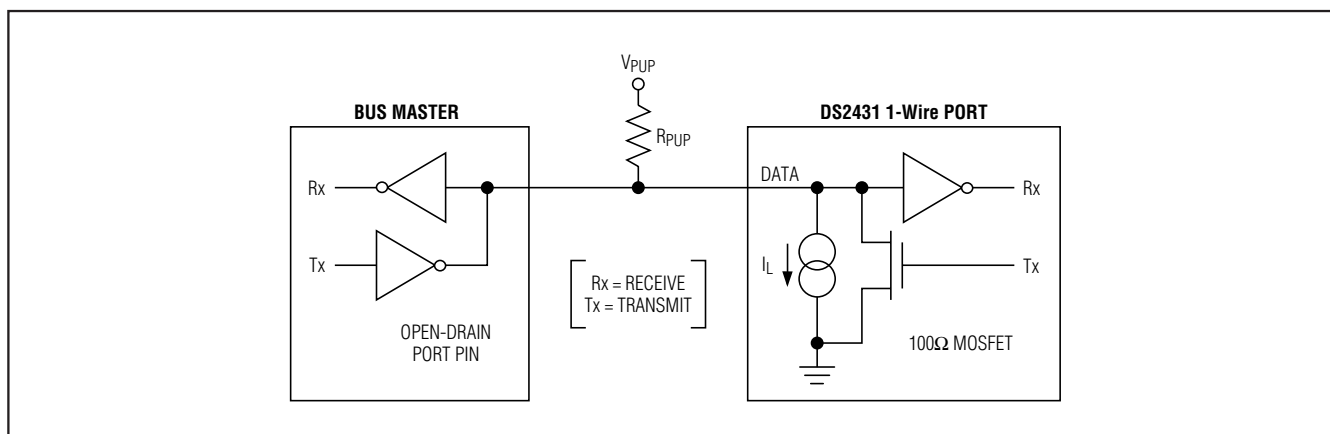 VPUP
BUS MASTER
DS2431 1-Wire PORT
RPUP
Rx
DATA
Rx
Tx
IL
Tx
Rx = RECEIVE
Tx = TRANSMIT
OPEN-DRAIN
PORT PIN
100Ω MOSFET